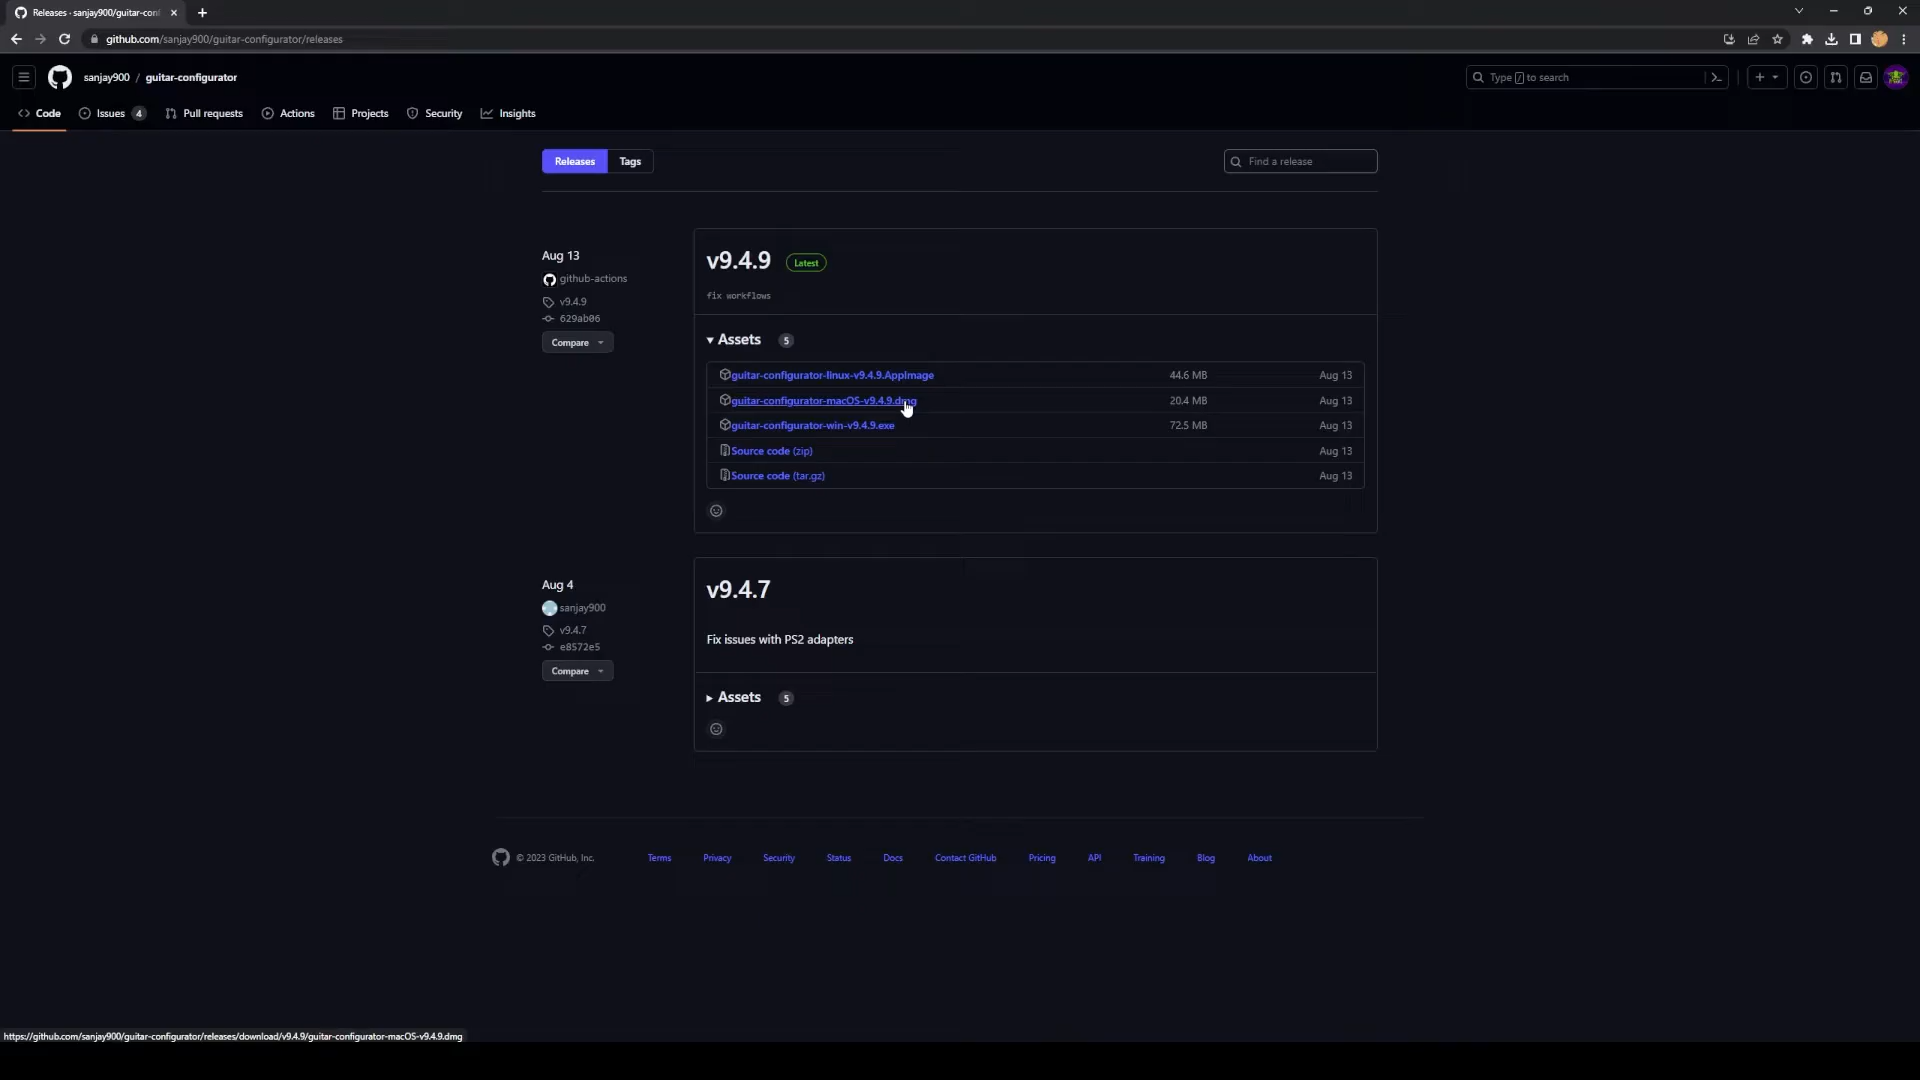 Releases · sanjay900/guitar-conf
github.com/sanjay900/guitar-configurator/releases
sanjay900 / guitar-configurator
Type / to search
Code
Issues 4
Pull requests
Actions
Projects
Security
Insights
Releases
Tags
Find a release
Aug 13
github-actions
v9.4.9
629ab06
Compare
v9.4.9 Latest
fix workflows
Assets 5
guitar-configurator-linux-v9.4.9.AppImage 44.6 MB Aug 13
guitar-configurator-macOS-v9.4.9.dmg 20.4 MB Aug 13
guitar-configurator-win-v9.4.9.exe 72.5 MB Aug 13
Source code (zip) Aug 13
Source code (tar.gz) Aug 13
Aug 4
sanjay900
v9.4.7
e8572e5
Compare
v9.4.7
Fix issues with PS2 adapters
Assets 5
© 2023 GitHub, Inc. Terms Privacy Security Status Docs Contact GitHub Pricing API Training Blog About
https://github.com/sanjay900/guitar-configurator/releases/download/v9.4.9/guitar-configurator-macOS-v9.4.9.dmg